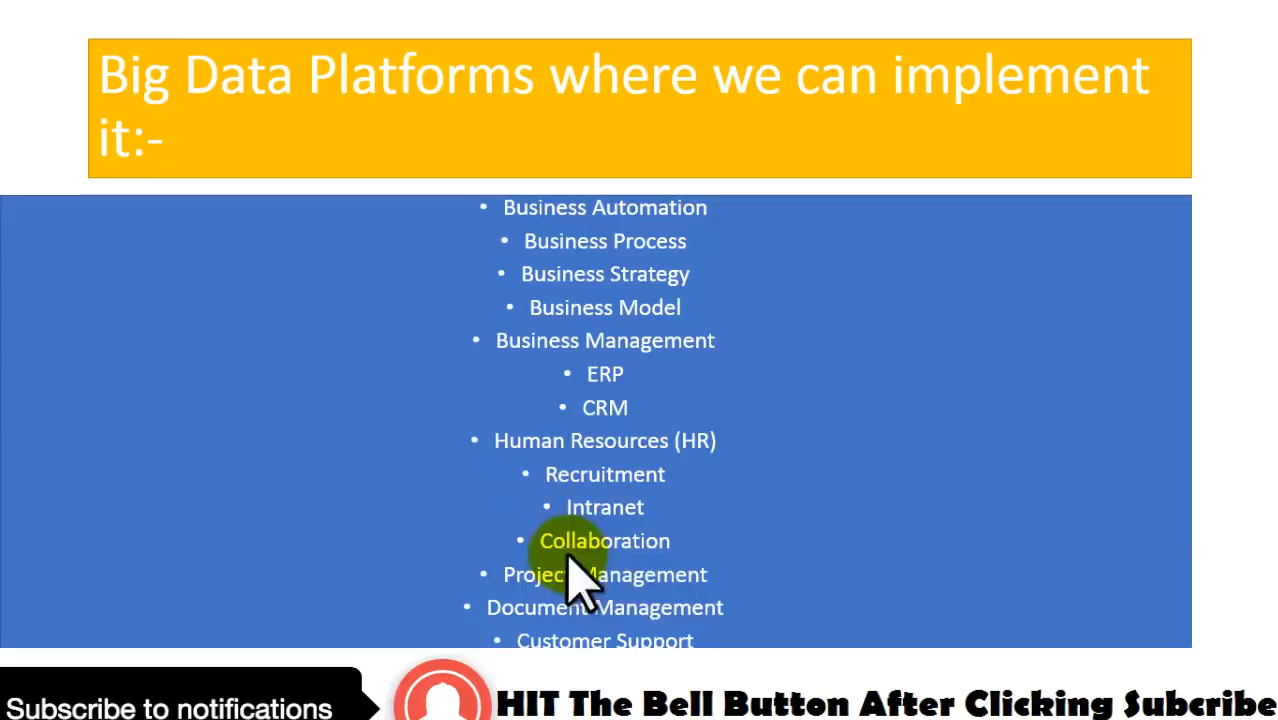 Big Data Platforms where we can implement
it:-
• Business Automation
• Business Process
• Business Strategy
• Business Model
• Business Management
• ERP
• CRM
• Human Resources (HR)
• Recruitment
• Intranet
• Collaboration
• Project Management
• Document Management
• Customer Support
Subscribe to notifications
HIT The Bell Button After Clicking Subcribe